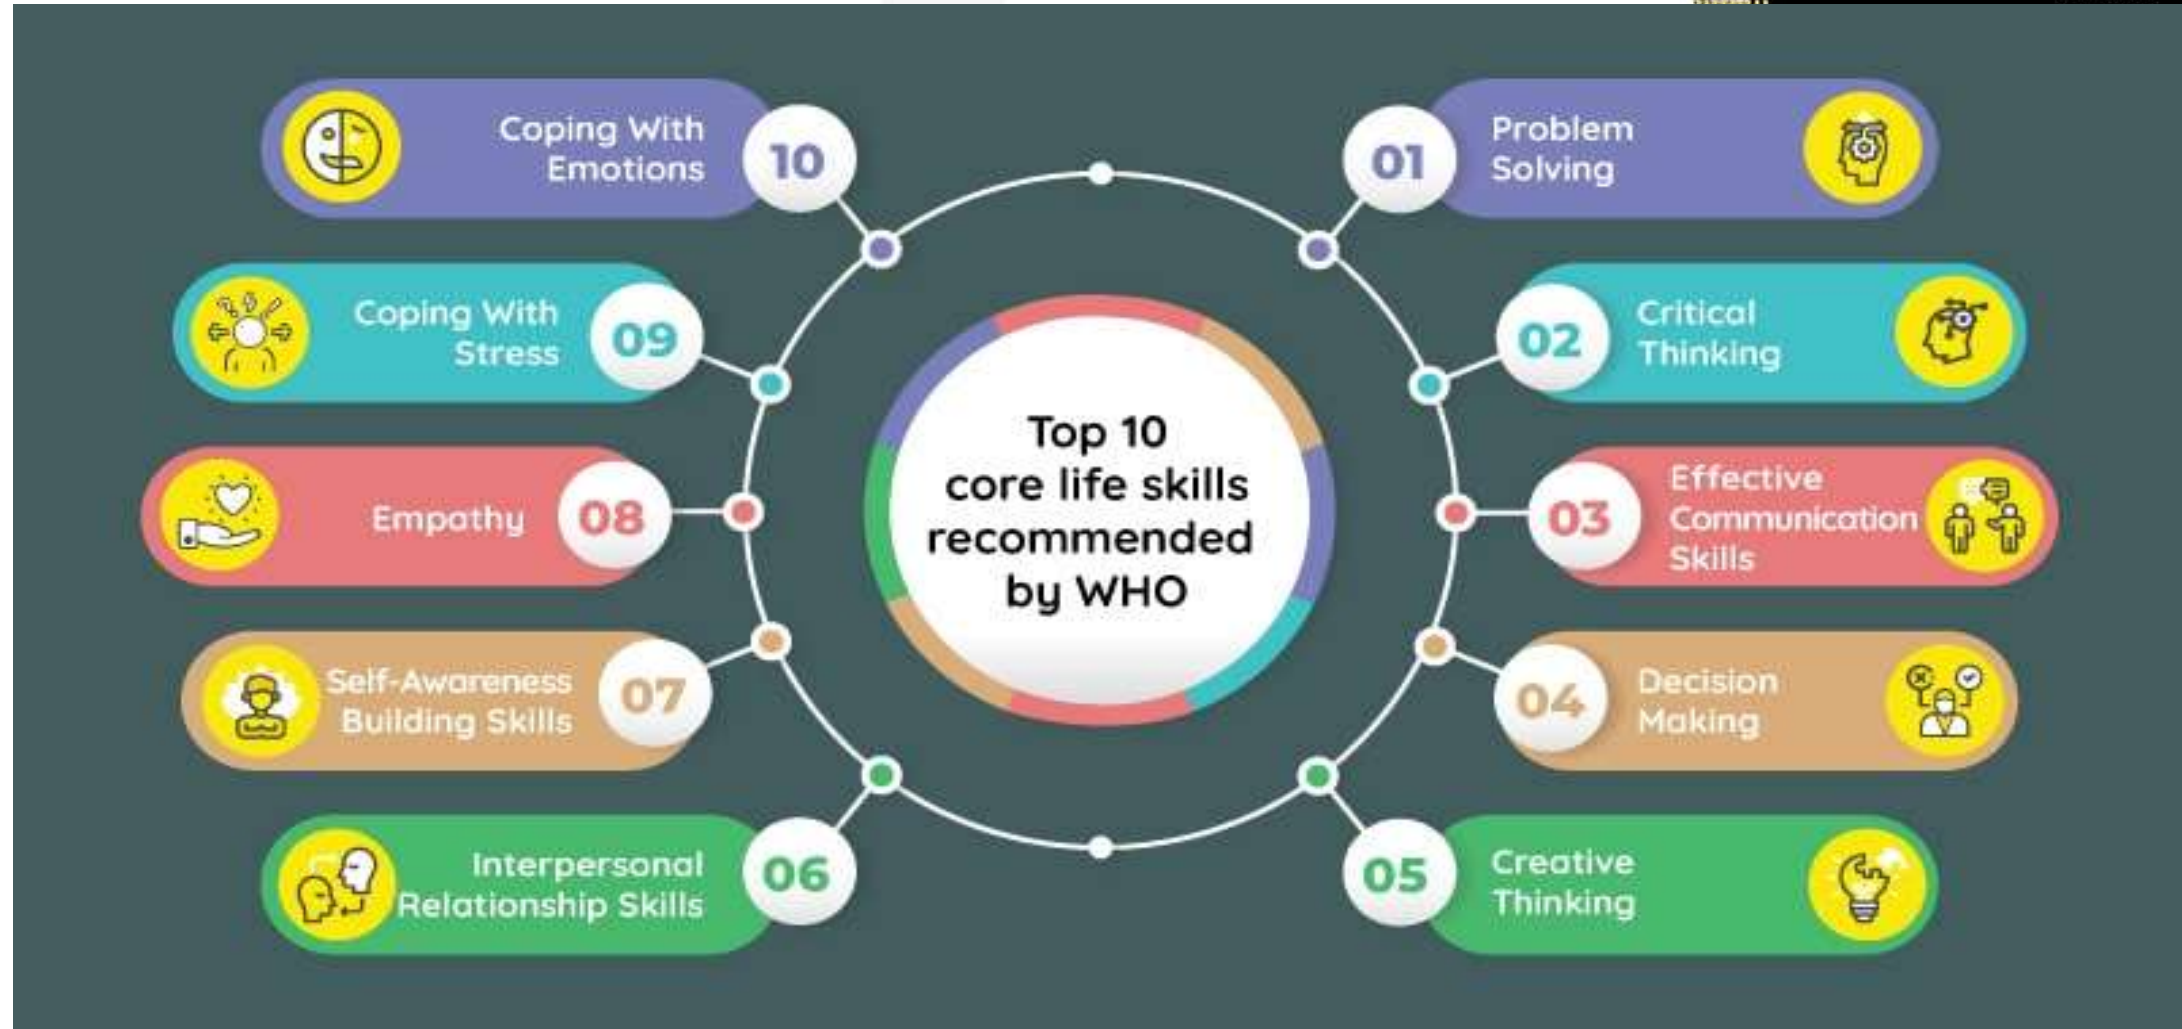 Top 10
core life skills
recommended
by WHO
01
Problem
Solving
02
Critical
Thinking
03
Effective
Communication
Skills
04
Decision
Making
05
Creative
Thinking
06
Interpersonal
Relationship Skills
07
Self-Awareness
Building Skills
08
Empathy
09
Coping With
Stress
10
Coping With
Emotions